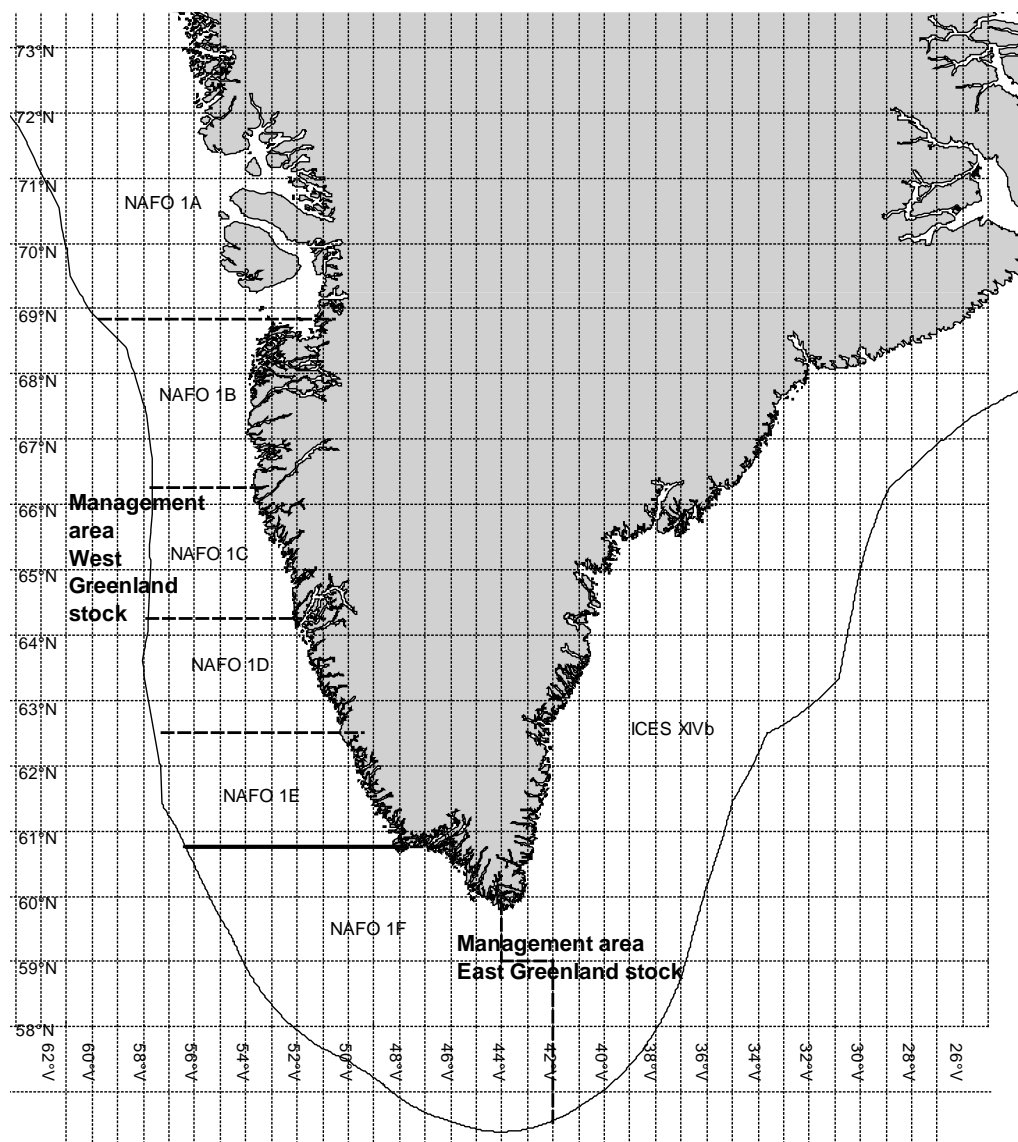 73°N
72°N
71°N
NAFO 1A
70°N
69°N
68°N
NAFO 1B
67°N
Management
area
West
Greenland
stock
66°N
NAFO 1C
65°N
64°N
NAFO 1D
63°N
ICES XIVb
62°N
NAFO 1E
61°N
60°N
NAFO 1F
Management area
East Greenland stock
59°N
58°N
62°V
60°V
58°V
56°V
54°V
52°V
50°V
48°V
46°V
44°V
42°V
40°V
38°V
36°V
34°V
32°V
30°V
28°V
26°V